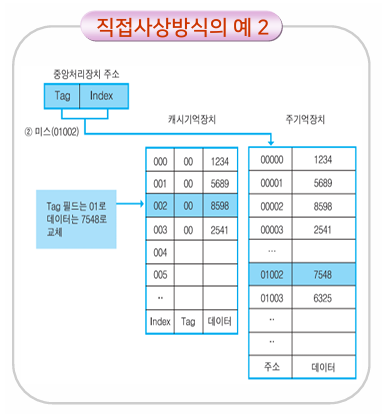 직접사상방식의 예 2
중앙처리장치 주소
Tag Index
② 미스(01002)
캐시기억장치
주기억장치
Tag 필드는 01로
데이터는 7548로
교체
000 00 1234
001 00 5689
002 00 8598
003 00 2541
004
005
··
Index Tag 데이터
00000 1234
00001 5689
00002 8598
00003 2541
···
01002 7548
01003 6325
··
··
주소 데이터